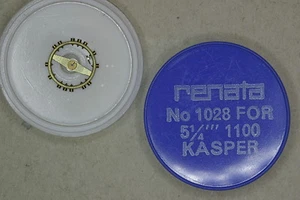 renata
No 1028 FOR
5¼''' 1100
KASPER